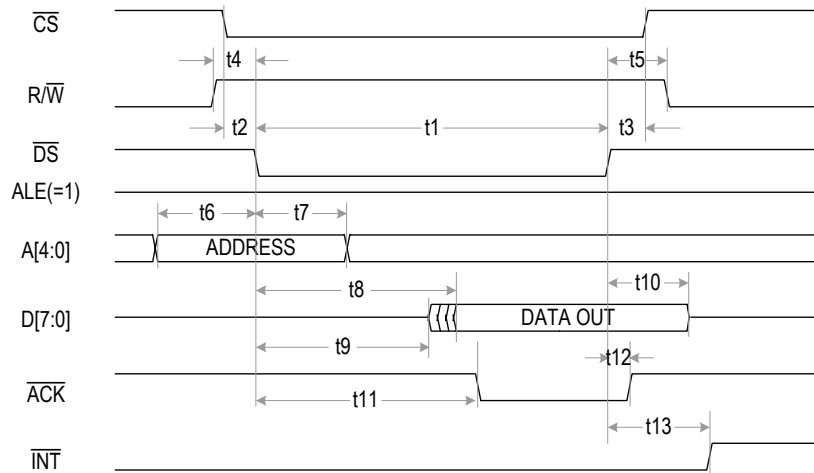 CS
t4
t5
R/W
t2
t1
t3
DS
ALE(=1)
t6
t7
A[4:0]
ADDRESS
t8
t10
D[7:0]
DATA OUT
t9
t12
ACK
t11
t13
INT